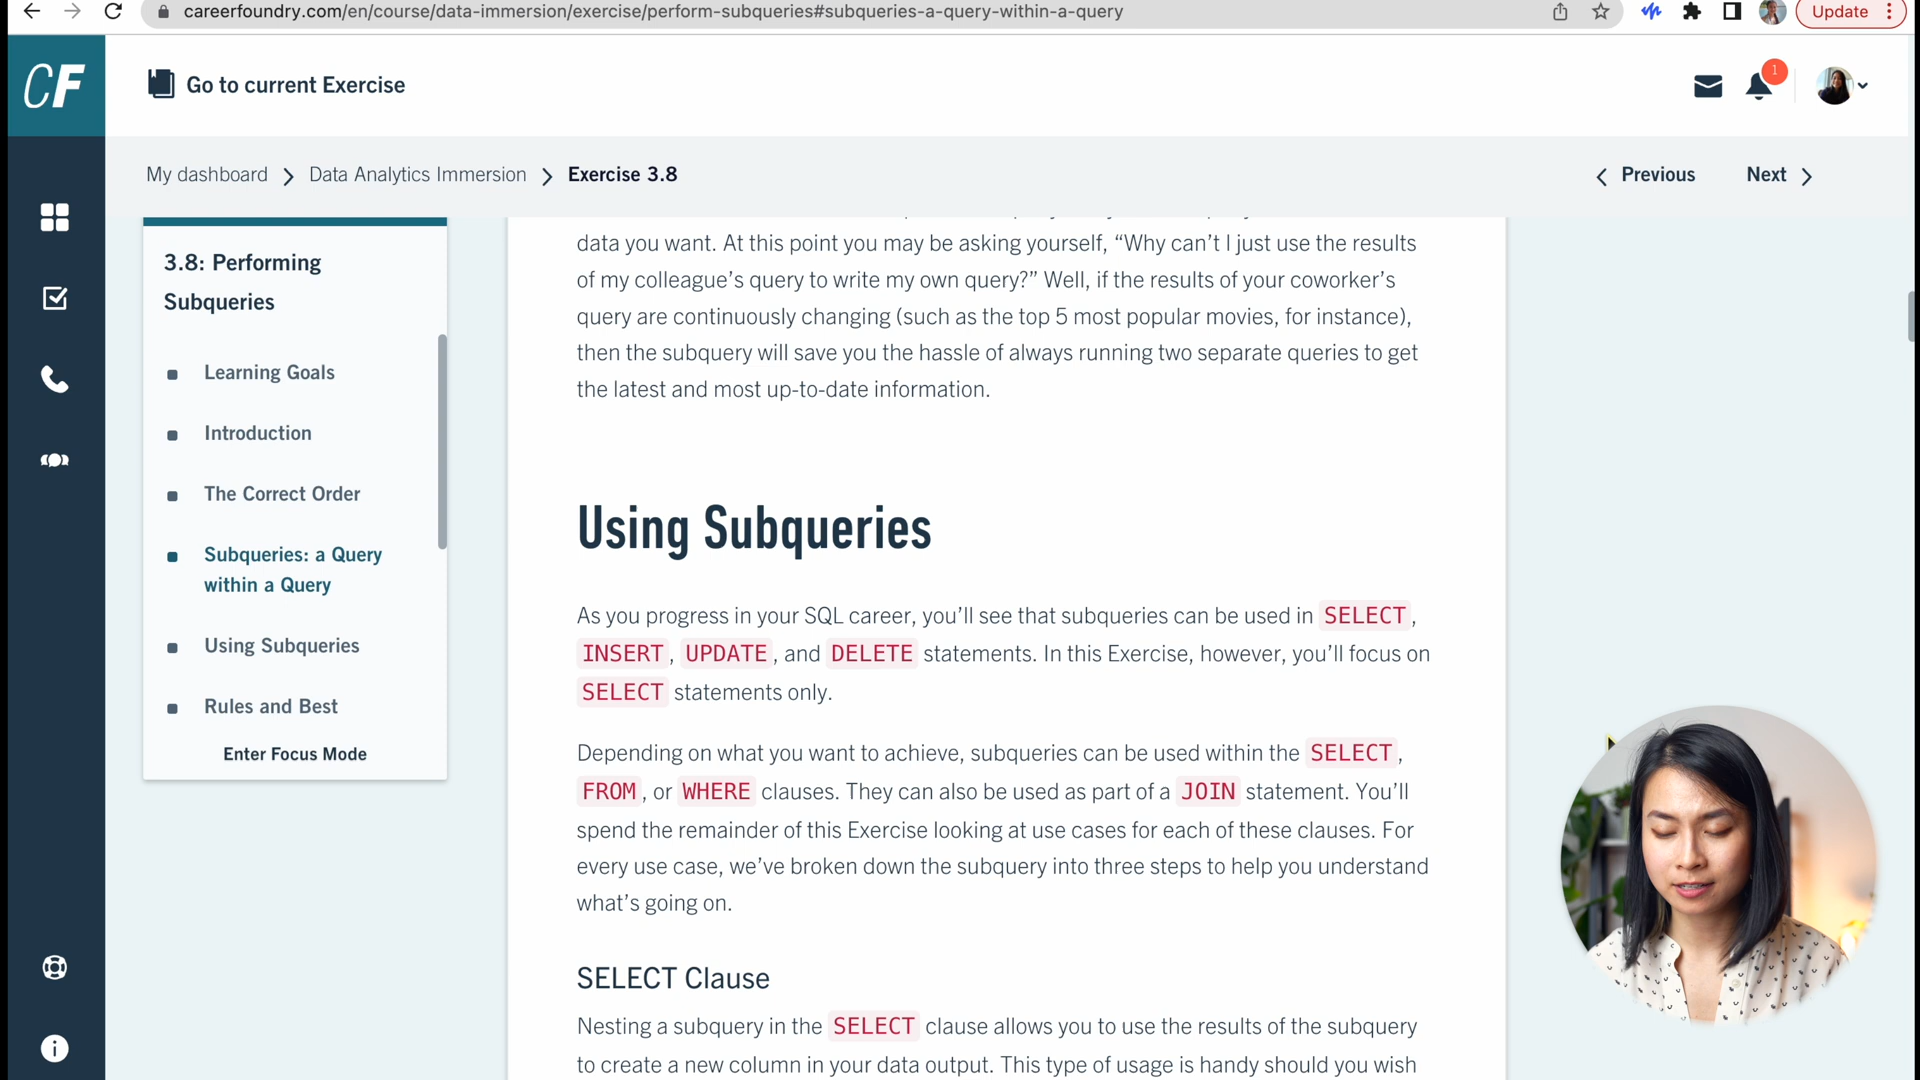 careerfoundry.com/en/course/data-immersion/exercise/perform-subqueries#subqueries-a-query-within-a-query
Update
CF
Go to current Exercise
1
My dashboard
Data Analytics Immersion
Exercise 3.8
Previous
Next
3.8: Performing
Subqueries
Learning Goals
Introduction
The Correct Order
Subqueries: a Query
within a Query
Using Subqueries
Rules and Best
Enter Focus Mode
data you want. At this point you may be asking yourself, “Why can’t I just use the results
of my colleague’s query to write my own query?” Well, if the results of your coworker’s
query are continuously changing (such as the top 5 most popular movies, for instance),
then the subquery will save you the hassle of always running two separate queries to get
the latest and most up-to-date information.
Using Subqueries
As you progress in your SQL career, you’ll see that subqueries can be used in SELECT,
INSERT, UPDATE, and DELETE statements. In this Exercise, however, you’ll focus on
SELECT statements only.
Depending on what you want to achieve, subqueries can be used within the SELECT,
FROM, or WHERE clauses. They can also be used as part of a JOIN statement. You’ll
spend the remainder of this Exercise looking at use cases for each of these clauses. For
every use case, we’ve broken down the subquery into three steps to help you understand
what’s going on.
SELECT Clause
Nesting a subquery in the SELECT clause allows you to use the results of the subquery
to create a new column in your data output. This type of usage is handy should you wish